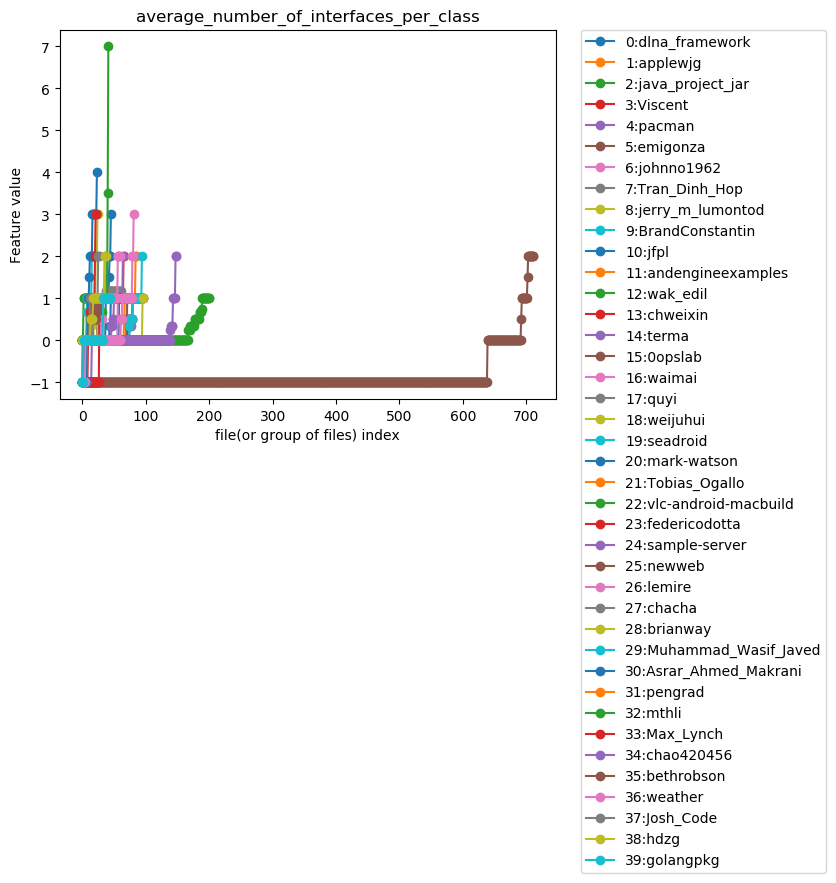 average_number_of_interfaces_per_class
Feature value
7
6
5
4
3
2
1
0
−1
0 100 200 300 400 500 600 700
file(or group of files) index
0:dlna_framework
1:applewjg
2:java_project_jar
3:Viscent
4:pacman
5:emigonza
6:johnno1962
7:Tran_Dinh_Hop
8:jerry_m_lumontod
9:BrandConstantin
10:jfpl
11:andengineexamples
12:wak_edil
13:chweixin
14:terma
15:0opslab
16:waimai
17:quyi
18:weijuhui
19:seadroid
20:mark-watson
21:Tobias_Ogallo
22:vlc-android-macbuild
23:federicodotta
24:sample-server
25:newweb
26:lemire
27:chacha
28:brianway
29:Muhammad_Wasif_Javed
30:Asrar_Ahmed_Makrani
31:pengrad
32:mthli
33:Max_Lynch
34:chao420456
35:bethrobson
36:weather
37:Josh_Code
38:hdzg
39:golangpkg